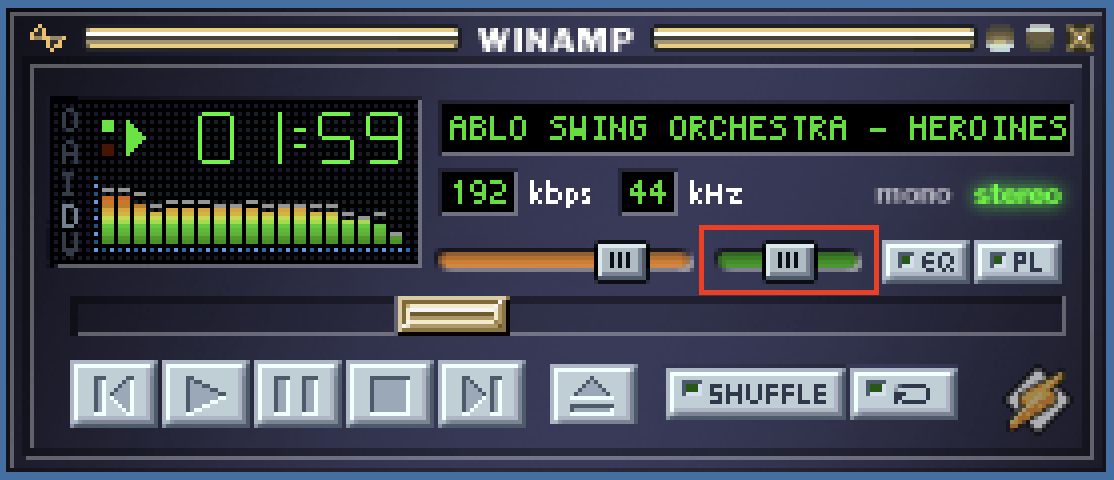 WINAMP
O
A
I
D
V
01:59
ABLO SWING ORCHESTRA - HEROINES
192 kbps 44 kHz mono stereo
EQ PL
SHUFFLE